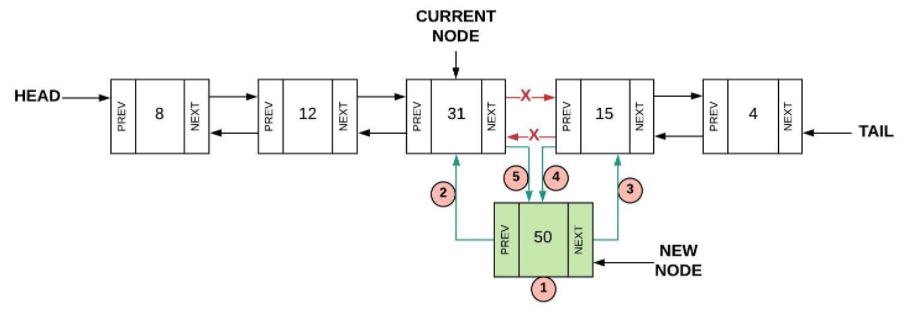 CURRENT
NODE
HEAD
PREV 8 NEXT
PREV 12 NEXT
PREV 31 NEXT
X
X
PREV 15 NEXT
PREV 4 NEXT
TAIL
2
5
4
3
PREV 50 NEXT
NEW
NODE
1